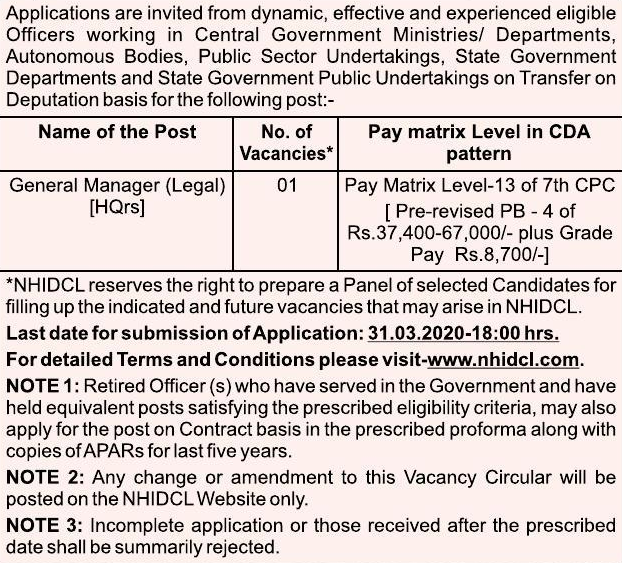 Applications are invited from dynamic, effective and experienced eligible
Officers working in Central Government Ministries/ Departments,
Autonomous Bodies, Public Sector Undertakings, State Government
Departments and State Government Public Undertakings on Transfer on
Deputation basis for the following post:-
Name of the Post
No. of
Vacancies*
Pay matrix Level in CDA
pattern
General Manager (Legal)
[HQrs]
01
Pay Matrix Level-13 of 7th CPC
[ Pre-revised PB - 4 of
Rs.37,400-67,000/- plus Grade
Pay Rs.8,700/-]
*NHIDCL reserves the right to prepare a Panel of selected Candidates for
filling up the indicated and future vacancies that may arise in NHIDCL.
Last date for submission of Application: 31.03.2020-18:00 hrs.
For detailed Terms and Conditions please visit-www.nhidcl.com.
NOTE 1: Retired Officer (s) who have served in the Government and have
held equivalent posts satisfying the prescribed eligibility criteria, may also
apply for the post on Contract basis in the prescribed proforma along with
copies of APARs for last five years.
NOTE 2: Any change or amendment to this Vacancy Circular will be
posted on the NHIDCL Website only.
NOTE 3: Incomplete application or those received after the prescribed
date shall be summarily rejected.